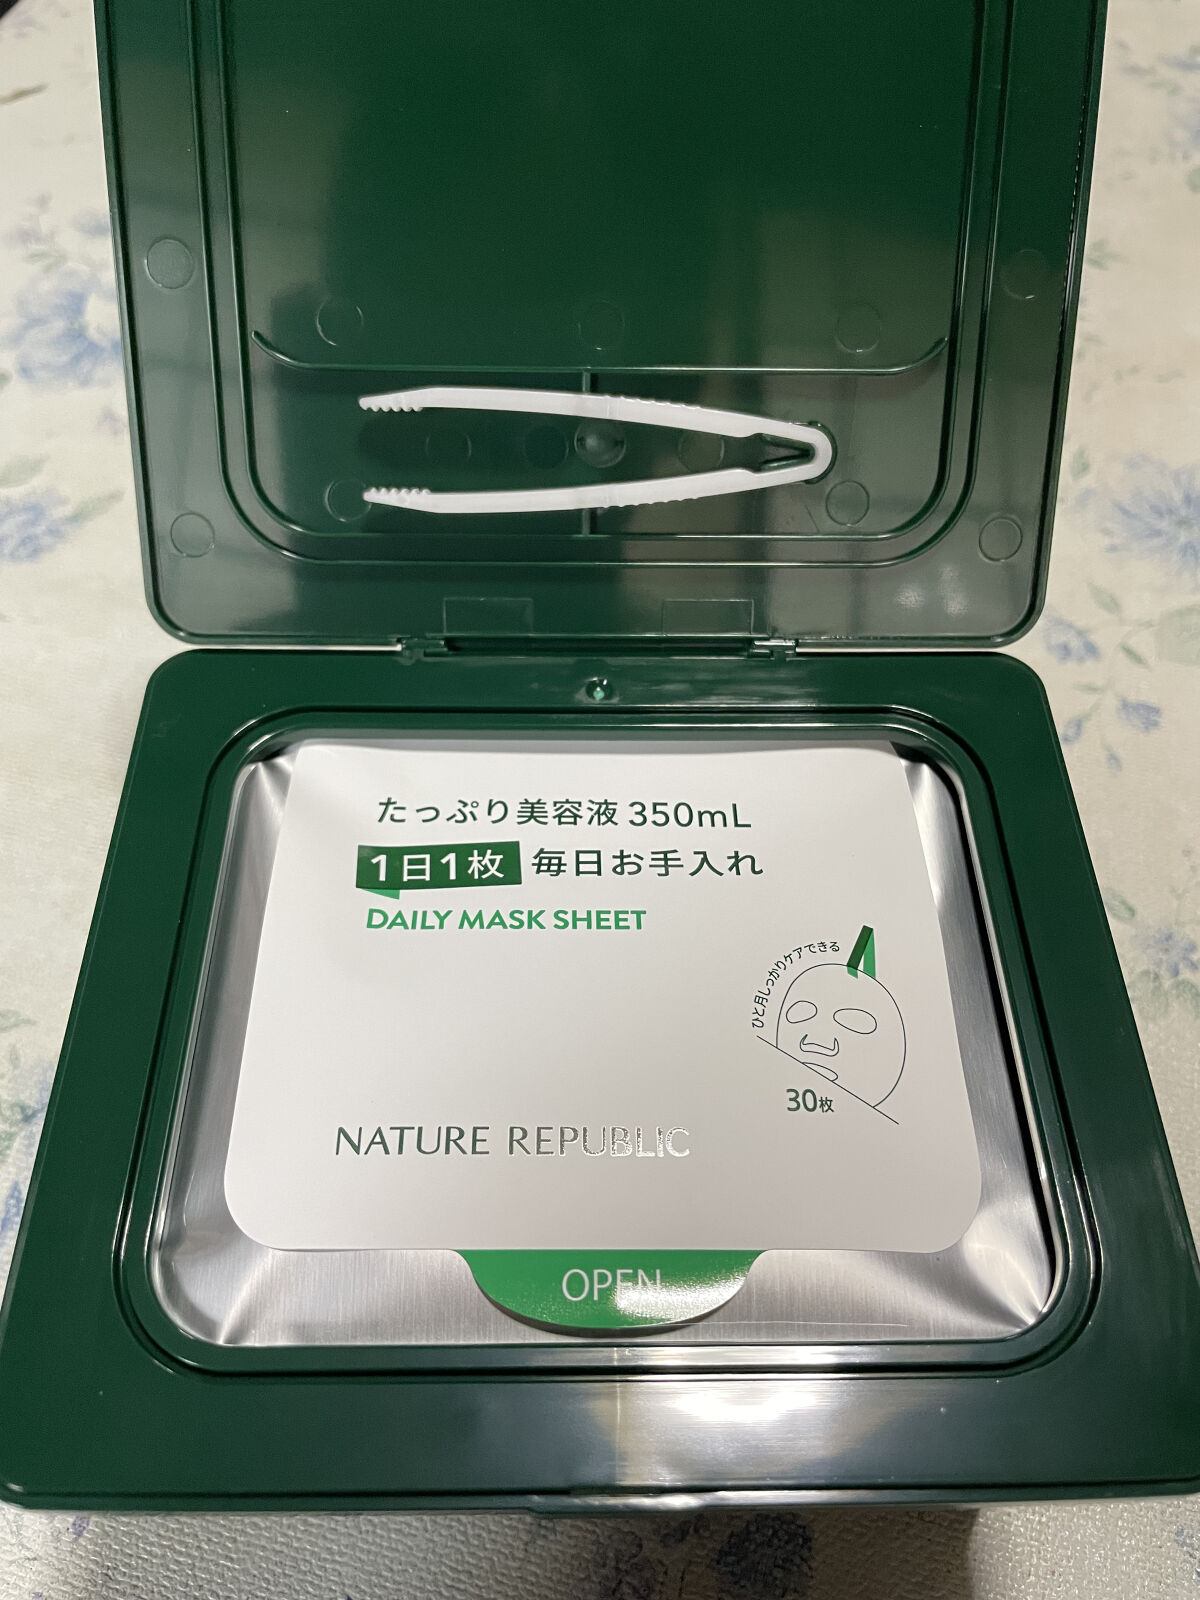 たっぷり美容液 350mL
1日1枚 毎日お手入れ
DAILY MASK SHEET
ひと月しっかりケアできる
30枚
NATURE REPUBLIC
OPEN